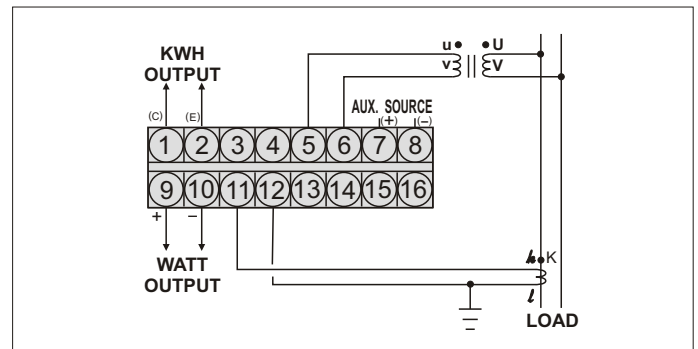 KWH
OUTPUT
u U
v V
AUX. SOURCE
(C) (E) (+) (−)
1 2 3 4 5 6 7 8
9 10 11 12 13 14 15 16
+ −
WATT
OUTPUT
k K
l
LOAD